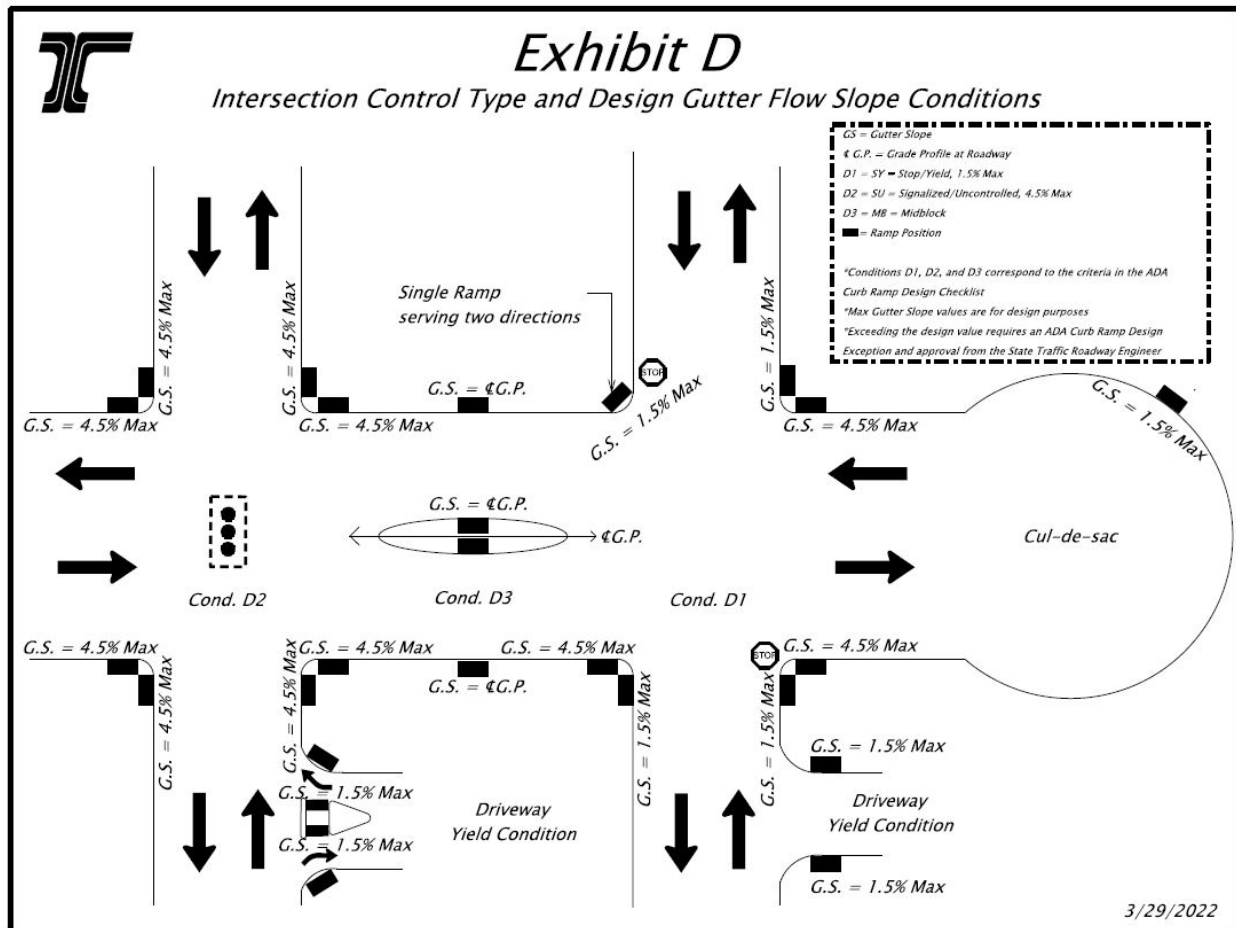 Exhibit D
Intersection Control Type and Design Gutter Flow Slope Conditions
GS = Gutter Slope
℄ G.P. = Grade Profile at Roadway
D1 = SY = Stop/Yield, 1.5% Max
D2 = SU = Signalized/Uncontrolled, 4.5% Max
D3 = MB = Midblock
= Ramp Position
*Conditions D1, D2, and D3 correspond to the criteria in the ADA
Curb Ramp Design Checklist
*Max Gutter Slope values are for design purposes
*Exceeding the design value requires an ADA Curb Ramp Design
Exception and approval from the State Traffic Roadway Engineer
G.S. = 4.5% Max
G.S. = 4.5% Max
Single Ramp
serving two directions
G.S. = 1.5% Max
STOP
G.S. = ℄G.P.
G.S. = 1.5% Max
G.S. = 1.5% Max
G.S. = 4.5% Max
G.S. = 4.5% Max
G.S. = 4.5% Max
G.S. = ℄G.P.
℄G.P.
Cul-de-sac
Cond. D2
Cond. D3
Cond. D1
G.S. = 4.5% Max
G.S. = 4.5% Max
G.S. = 4.5% Max
STOP
G.S. = 4.5% Max
G.S. = 4.5% Max
G.S. = 4.5% Max
G.S. = ℄G.P.
G.S. = 1.5% Max
G.S. = 1.5% Max
G.S. = 1.5% Max
G.S. = 1.5% Max
Driveway
Yield Condition
Driveway
Yield Condition
G.S. = 1.5% Max
G.S. = 1.5% Max
3/29/2022